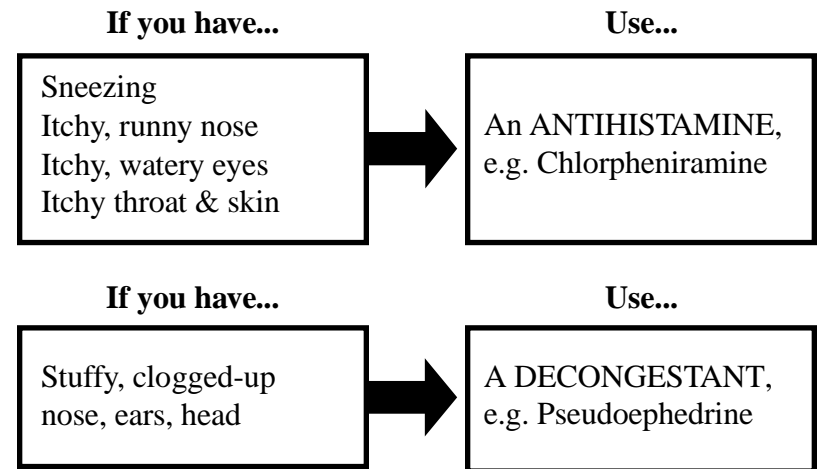 If you have...
Use...
Sneezing
Itchy, runny nose
Itchy, watery eyes
Itchy throat & skin
An ANTIHISTAMINE,
e.g. Chlorpheniramine
If you have...
Use...
Stuffy, clogged-up
nose, ears, head
A DECONGESTANT,
e.g. Pseudoephedrine